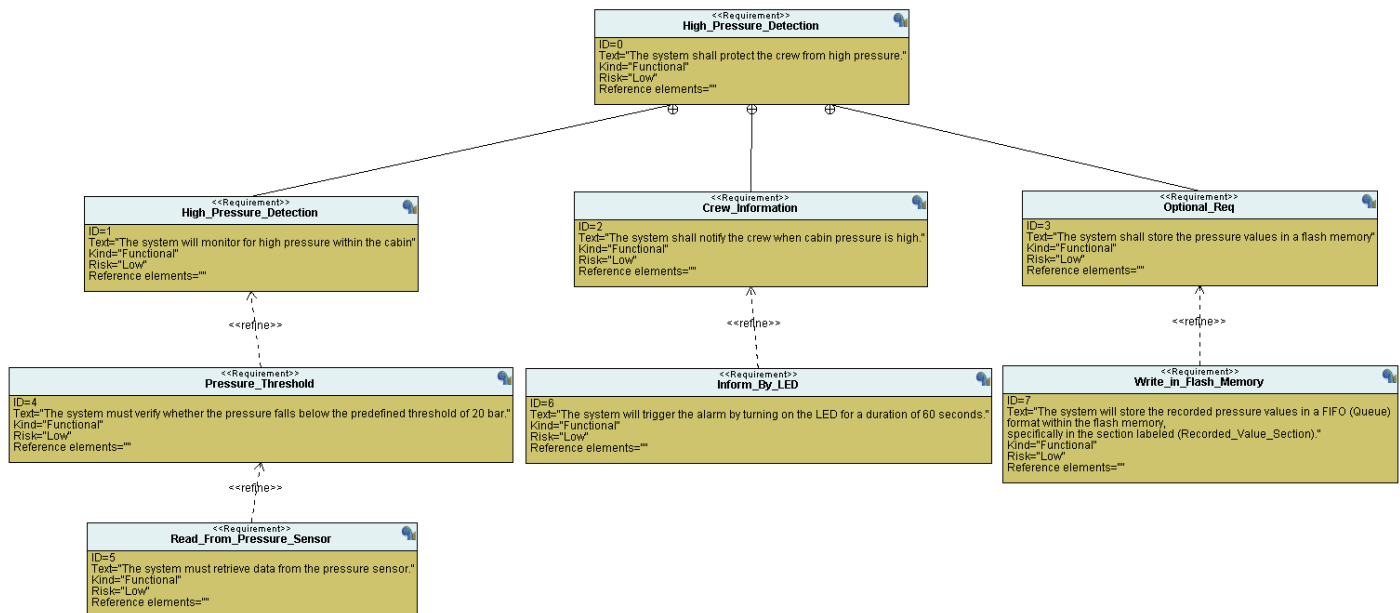 <<Requirement>>
High_Pressure_Detection
ID=0
Text="The system shall protect the crew from high pressure."
Kind="Functional"
Risk="Low"
Reference elements=""
<<Requirement>>
High_Pressure_Detection
ID=1
Text="The system will monitor for high pressure within the cabin"
Kind="Functional"
Risk="Low"
Reference elements=""
<<Requirement>>
Crew_Information
ID=2
Text="The system shall notify the crew when cabin pressure is high."
Kind="Functional"
Risk="Low"
Reference elements=""
<<Requirement>>
Optional_Req
ID=3
Text="The system shall store the pressure values in a flash memory"
Kind="Functional"
Risk="Low"
Reference elements=""
<<refine>>
<<refine>>
<<refine>>
<<Requirement>>
Pressure_Threshold
ID=4
Text="The system must verify whether the pressure falls below the predefined threshold of 20 bar."
Kind="Functional"
Risk="Low"
Reference elements=""
<<Requirement>>
Inform_By_LED
ID=6
Text="The system will trigger the alarm by turning on the LED for a duration of 60 seconds."
Kind="Functional"
Risk="Low"
Reference elements=""
<<Requirement>>
Write_in_Flash_Memory
ID=7
Text="The system will store the recorded pressure values in a FIFO (Queue)
format within the flash memory,
specifically in the section labeled (Recorded_Value_Section)."
Kind="Functional"
Risk="Low"
Reference elements=""
<<refine>>
<<Requirement>>
Read_From_Pressure_Sensor
ID=5
Text="The system must retrieve data from the pressure sensor."
Kind="Functional"
Risk="Low"
Reference elements=""